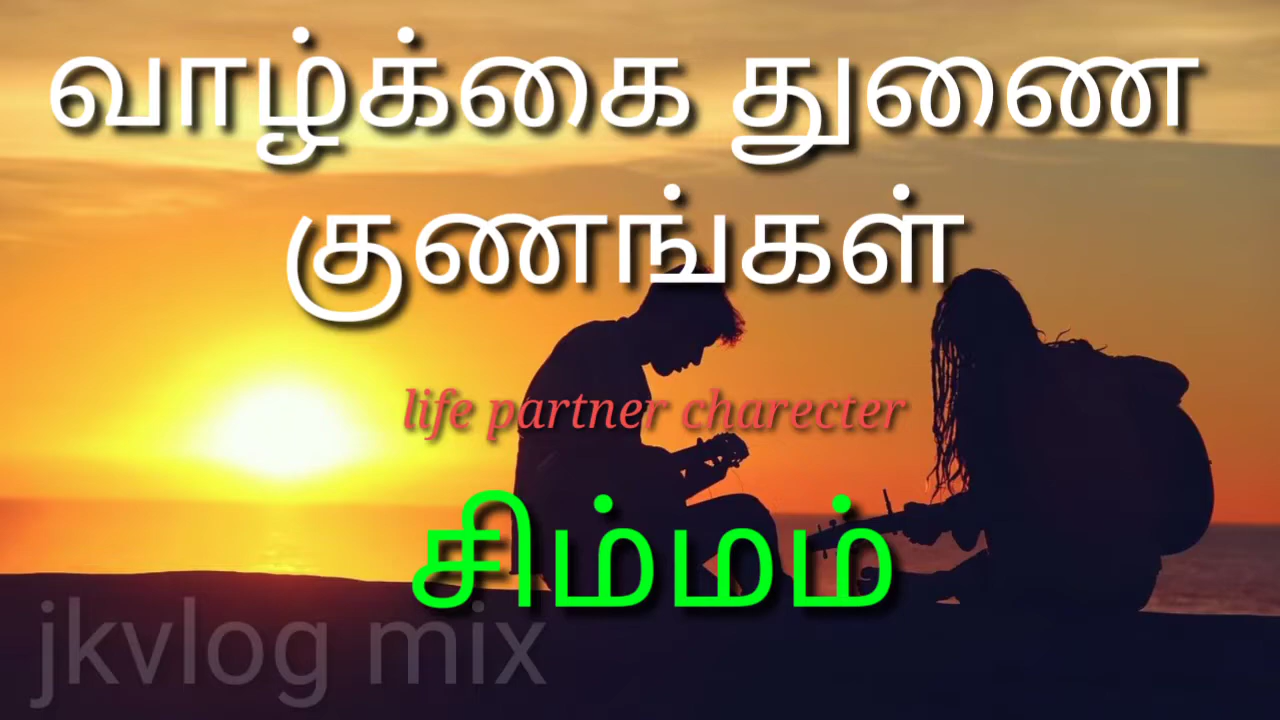 வாழ்க்கை துணை
குணங்கள்
life partner charecter
சிம்மம்
jkvlog mix